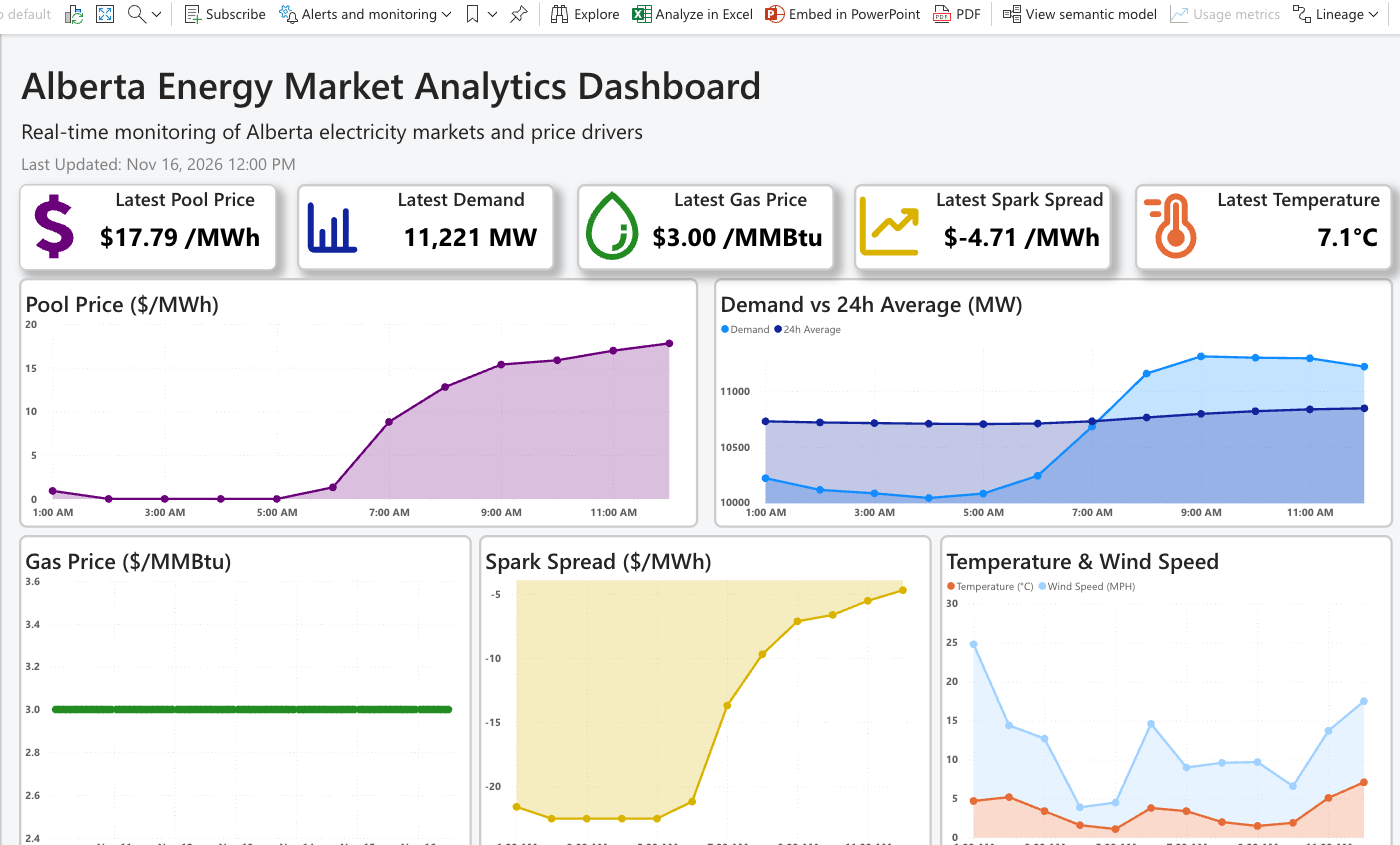 default
Subscribe
Alerts and monitoring
Explore
Analyze in Excel
Embed in PowerPoint
PDF
View semantic model
Usage metrics
Lineage
Alberta Energy Market Analytics Dashboard
Real-time monitoring of Alberta electricity markets and price drivers
Last Updated: Nov 16, 2026 12:00 PM
Latest Pool Price
$17.79 /MWh
Latest Demand
11,221 MW
Latest Gas Price
$3.00 /MMBtu
Latest Spark Spread
$-4.71 /MWh
Latest Temperature
7.1°C
Pool Price ($/MWh)
20
15
10
5
0
1:00 AM 3:00 AM 5:00 AM 7:00 AM 9:00 AM 11:00 AM
Demand vs 24h Average (MW)
Demand 24h Average
11000
10500
10000
1:00 AM 3:00 AM 5:00 AM 7:00 AM 9:00 AM 11:00 AM
Gas Price ($/MMBtu)
3.6
3.4
3.2
3.0
2.8
2.6
2.4
Spark Spread ($/MWh)
-5
-10
-15
-20
Temperature & Wind Speed
Temperature (°C) Wind Speed (MPH)
30
25
20
15
10
5
0